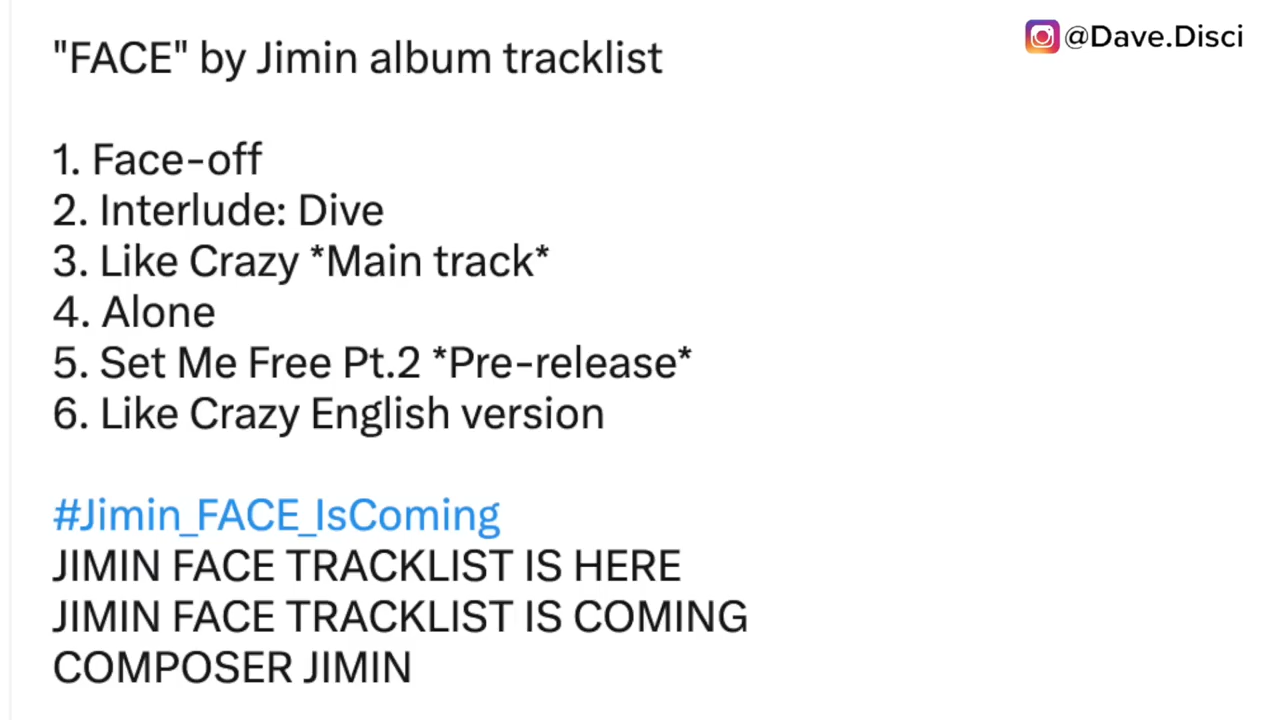 "FACE" by Jimin album tracklist
@Dave.Disci
1. Face-off
2. Interlude: Dive
3. Like Crazy *Main track*
4. Alone
5. Set Me Free Pt.2 *Pre-release*
6. Like Crazy English version
#Jimin_FACE_IsComing
JIMIN FACE TRACKLIST IS HERE
JIMIN FACE TRACKLIST IS COMING
COMPOSER JIMIN